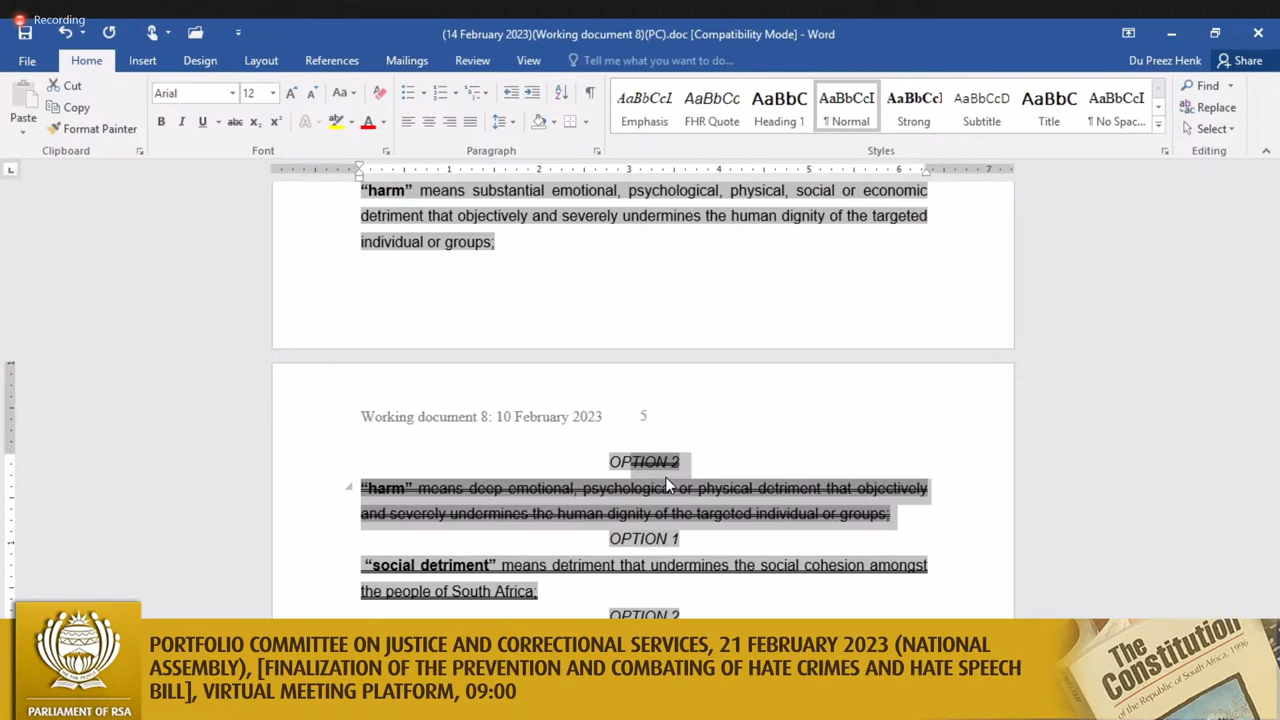 Recording
(14 February 2023)(Working document 8)(PC).doc [Compatibility Mode] - Word
File Home Insert Design Layout References Mailings Review View Tell me what you want to do... Du Preez Henk Share
Paste Cut Copy Format Painter
Clipboard
Arial 12
Font
Paragraph
AaBbCcI AaBbCc AaBbC AaBbCcI AaBbCcI AaBbCcD AaBbC AaBbCcI
Emphasis FHR Quote Heading 1 ¶ Normal Strong Subtitle Title ¶ No Spac...
Styles
Find
Replace
Select
Editing
1 2 3 4 5 6 7
“harm” means substantial emotional, psychological, physical, social or economic
detriment that objectively and severely undermines the human dignity of the targeted
individual or groups;
Working document 8: 10 February 2023 5
OPTION 2
“harm” means deep emotional, psychological or physical detriment that objectively
and severely undermines the human dignity of the targeted individual or groups;
OPTION 1
“social detriment” means detriment that undermines the social cohesion amongst
the people of South Africa;
OPTION 2
PARLIAMENT OF RSA
PORTFOLIO COMMITTEE ON JUSTICE AND CORRECTIONAL SERVICES, 21 FEBRUARY 2023 (NATIONAL
ASSEMBLY), [FINALIZATION OF THE PREVENTION AND COMBATING OF HATE CRIMES AND HATE SPEECH
BILL], VIRTUAL MEETING PLATFORM, 09:00
The
Constitution
of the Republic of South Africa, 1996